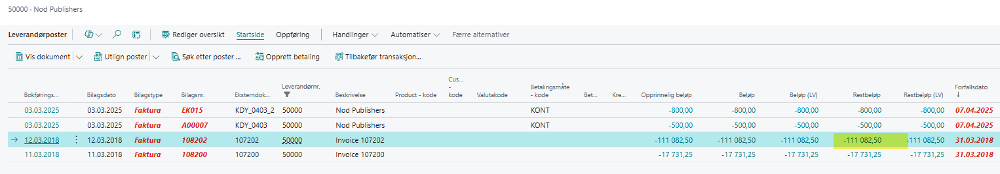 50000 · Nod Publishers
Leverandørposter Rediger oversikt Startside Oppføring Handlinger Automatiser Færre alternativer
Vis dokument Utlign poster Søk etter poster ... Opprett betaling Tilbakefør transaksjon...
Bokførings... Bilagsdato Bilagstype Bilagsnr. Eksterndok... Leverandørnr. Beskrivelse Product - kode Cus... - kode Valutakode Betalingsmåte - kode Bet... Kre... Opprinnelig beløp Beløp Beløp (LV) Restbeløp Restbeløp (LV) Forfallsdato ↓
03.03.2025 03.03.2025 Faktura EK015 KDY_0403_2 50000 Nod Publishers KONT -800,00 -800,00 -800,00 -800,00 -800,00 07.04.2025
03.03.2025 03.03.2025 Faktura A00007 KDY_0403 50000 Nod Publishers KONT -500,00 -500,00 -500,00 -500,00 -500,00 07.04.2025
→ 12.03.2018 ⋮ 12.03.2018 Faktura 108202 107202 50000 Invoice 107202 -111 082,50 -111 082,50 -111 082,50 -111 082,50 -111 082,50 31.03.2018
11.03.2018 11.03.2018 Faktura 108200 107200 50000 Invoice 107200 -17 731,25 -17 731,25 -17 731,25 -17 731,25 -17 731,25 31.03.2018